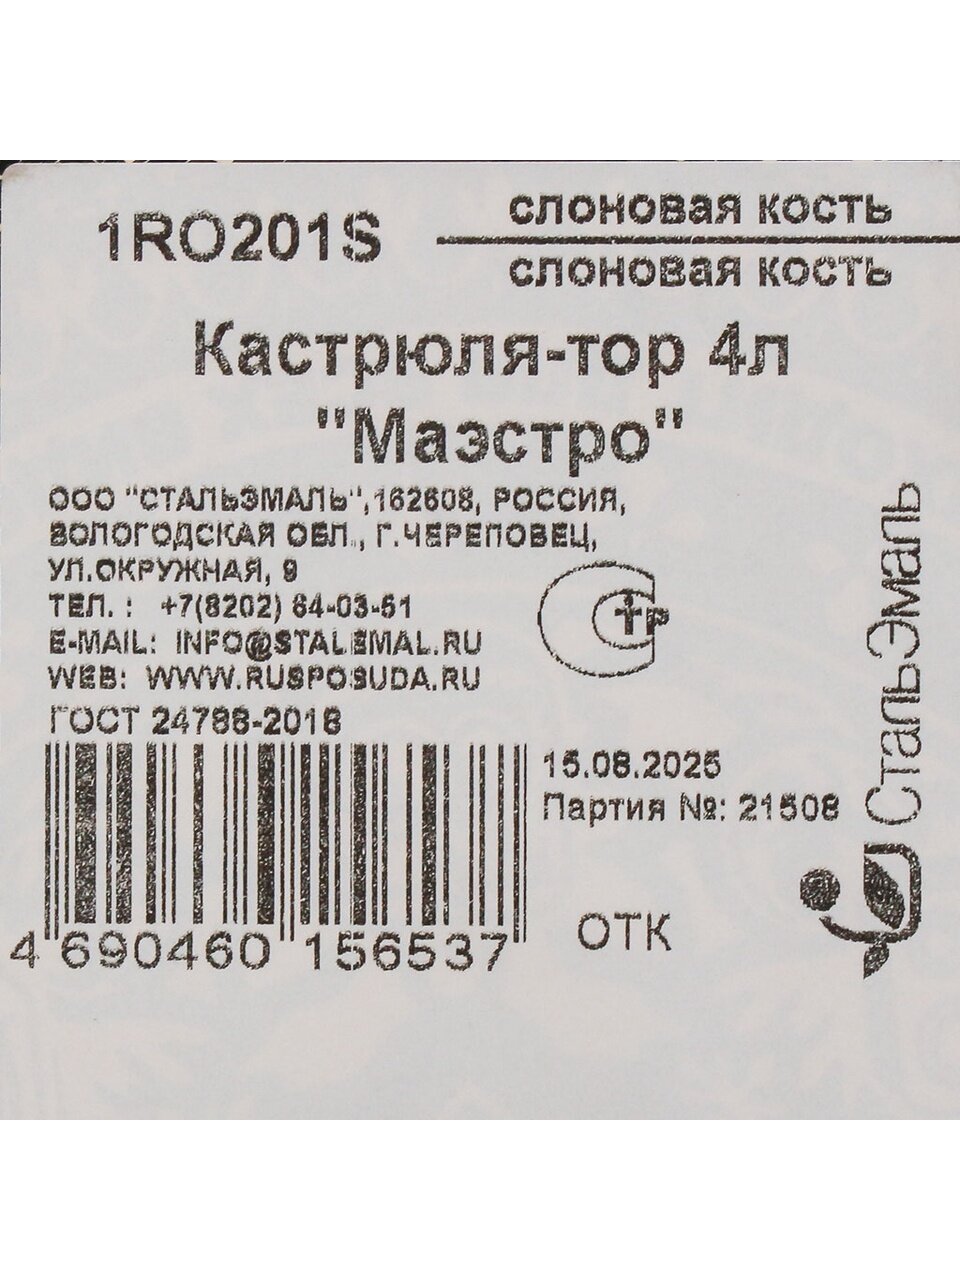 1RO201S
слоновая кость
слоновая кость
Кастрюля-тор 4л
"Маэстро"
ООО "СТАЛЬЭМАЛЬ",162608, РОССИЯ,
ВОЛОГОДСКАЯ ОБЛ., Г.ЧЕРЕПОВЕЦ,
УЛ.ОКРУЖНАЯ, 9
ТЕЛ. : +7(8202) 64-03-51
E-MAIL: INFO@STALEMAL.RU
WEB: WWW.RUSPOSUDA.RU
ГОСТ 24788-2018
Стр
15.08.2025
Партия №: 21508
4 690460 156537
ОТК
СтальЭмаль